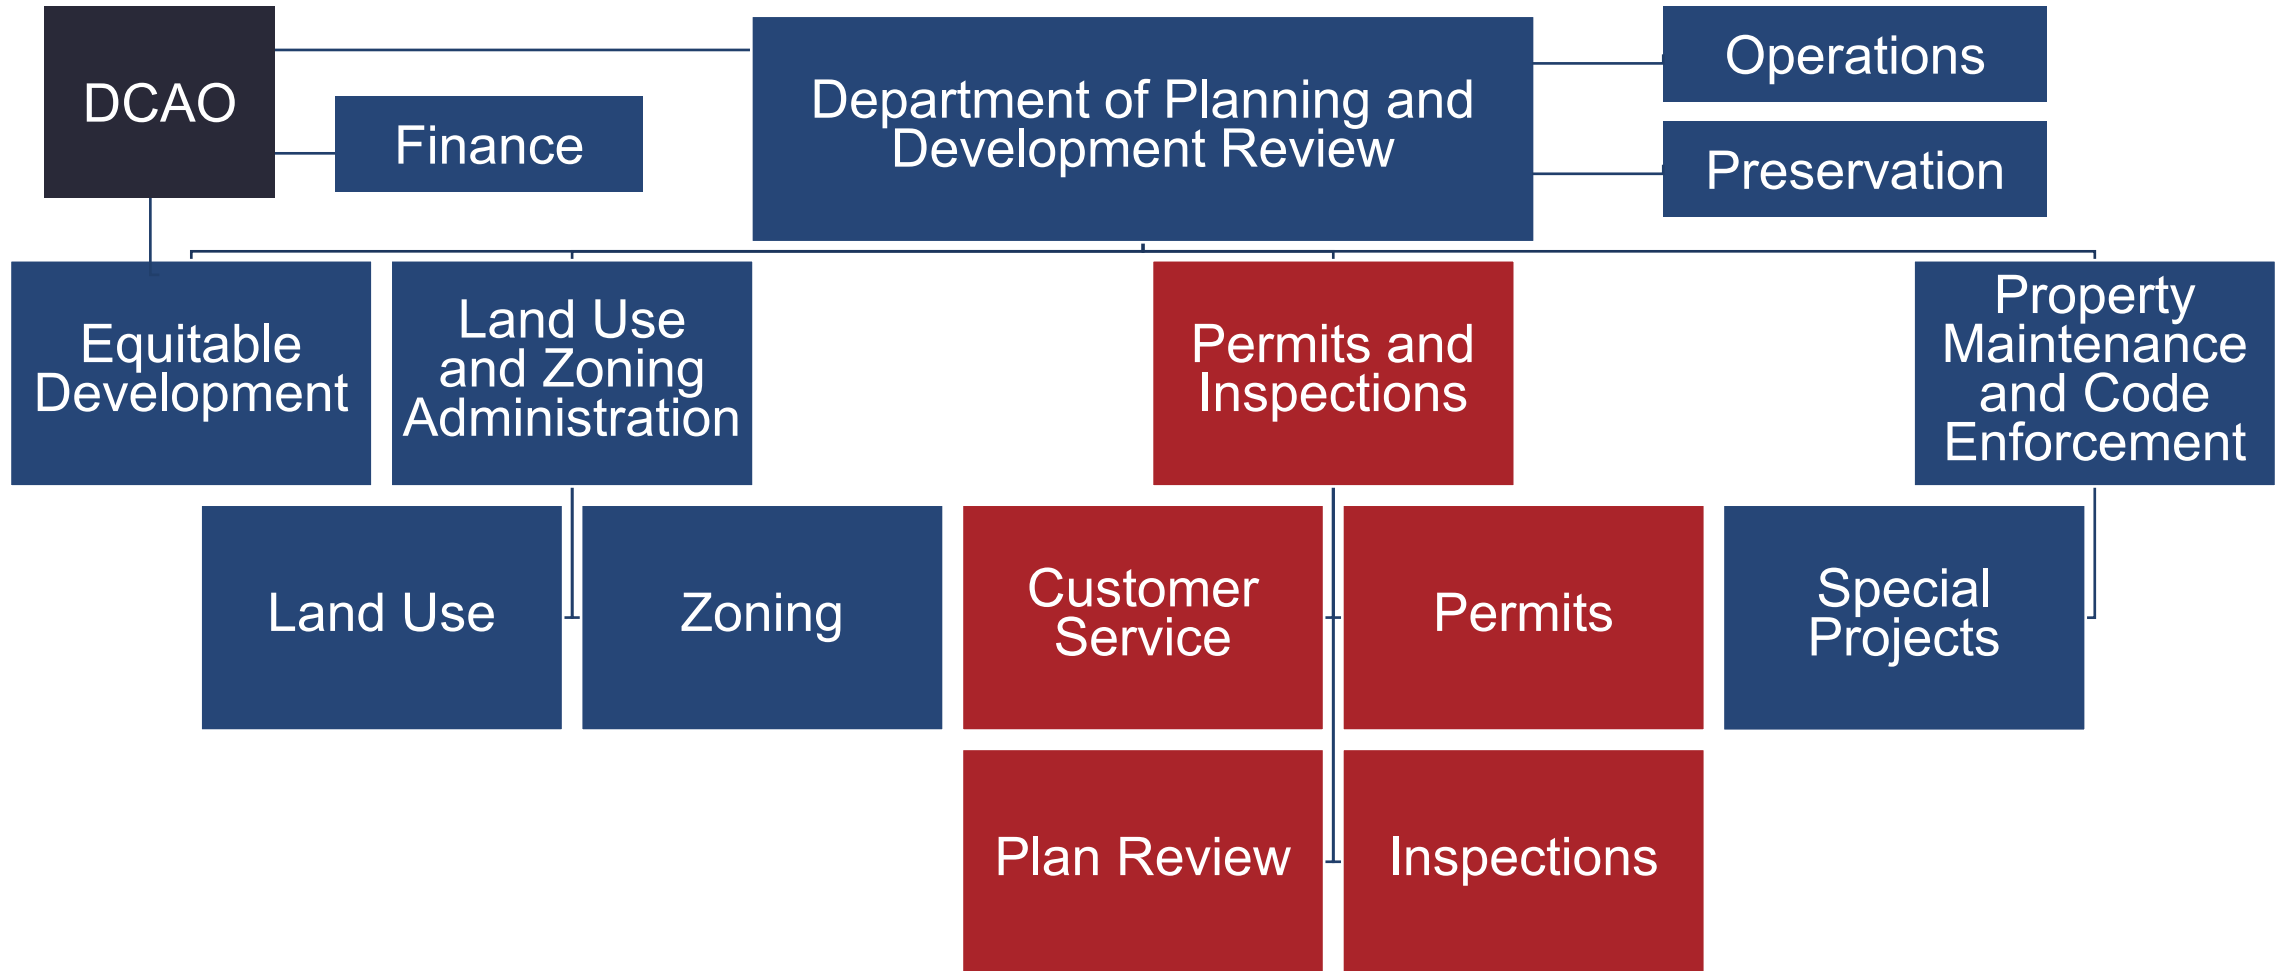 DCAO
Finance
Department of Planning and
Development Review
Operations
Preservation
Equitable
Development
Land Use
and Zoning
Administration
Permits and
Inspections
Property
Maintenance
and Code
Enforcement
Land Use
Zoning
Customer
Service
Permits
Special
Projects
Plan Review
Inspections